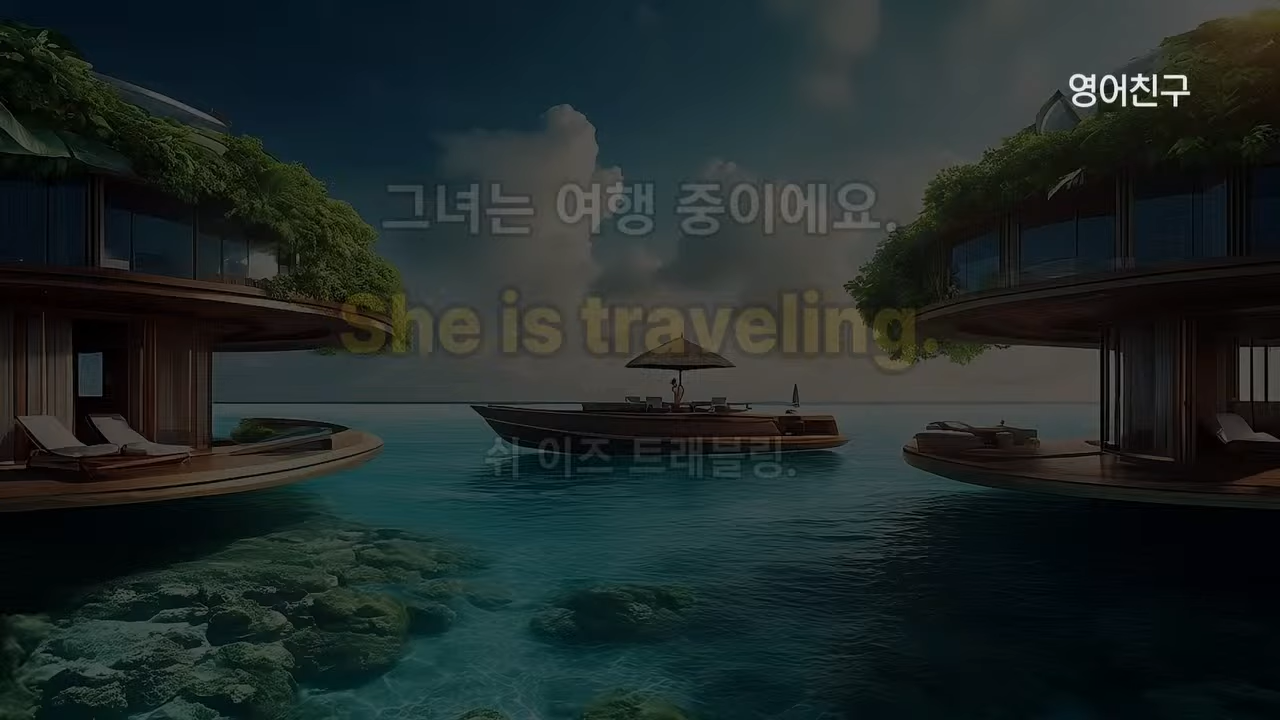 영어친구
그녀는 여행 중이에요.
She is traveling.
쉬 이즈 트래블링.